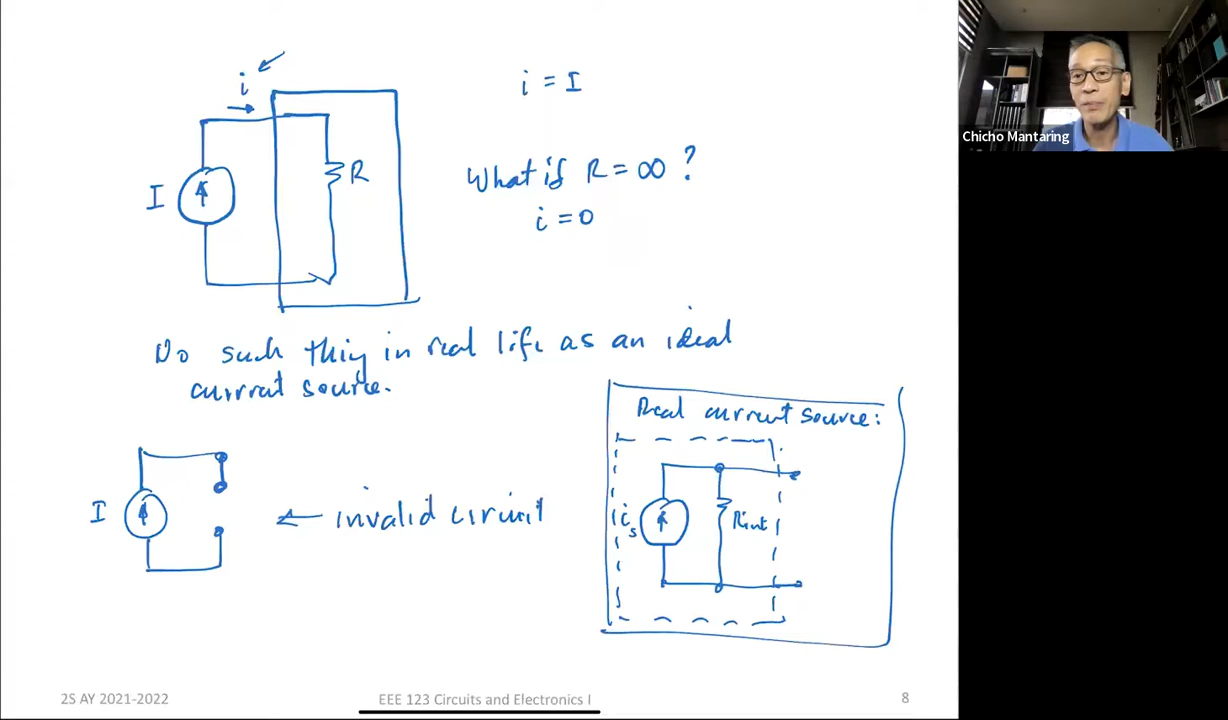 i
i = I
I
R
What if R = ∞ ?
i = 0
No such thing in real life as an ideal
current source.
Real current source:
I
← invalid circuit
is
Rint
2S AY 2021-2022
EEE 123 Circuits and Electronics I
8
Chicho Mantaring